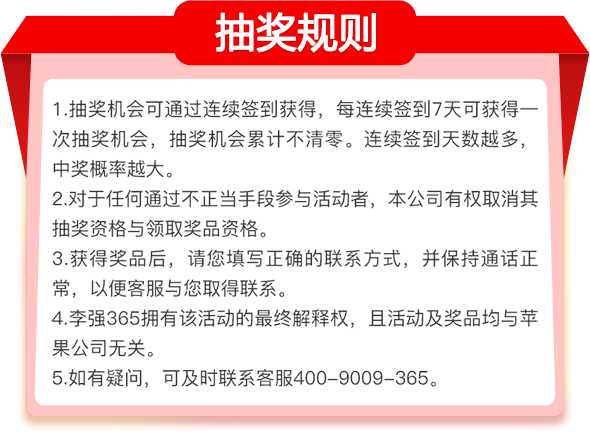 抽奖规则
1.抽奖机会可通过连续签到获得，每连续签到7天可获得一
次抽奖机会，抽奖机会累计不清零。连续签到天数越多，
中奖概率越大。
2.对于任何通过不正当手段参与活动者，本公司有权取消其
抽奖资格与领取奖品资格。
3.获得奖品后，请您填写正确的联系方式，并保持通话正
常，以便客服与您取得联系。
4.李强365拥有该活动的最终解释权，且活动及奖品均与苹
果公司无关。
5.如有疑问，可及时联系客服400-9009-365。